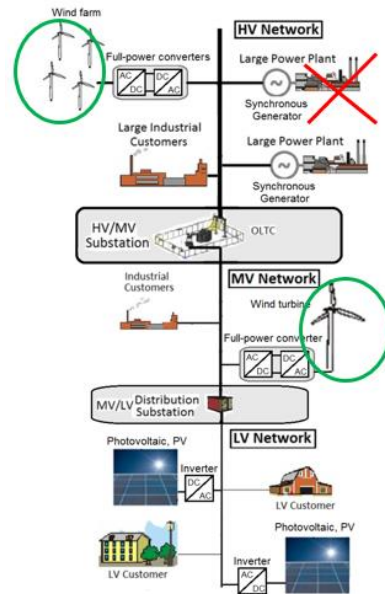 Wind farm
HV Network
Full-power converters
AC
DC
DC
AC
Large Power Plant
Synchronous
Generator
Large Industrial
Customers
Large Power Plant
Synchronous
Generator
HV/MV
Substation
OLTC
MV Network
Industrial
Customers
Wind turbine
Full-power converter
AC
DC
DC
AC
MV/LV Distribution
Substation
LV Network
Photovoltaic, PV
Inverter
DC
AC
LV Customer
Photovoltaic, PV
LV Customer
Inverter
AC
DC